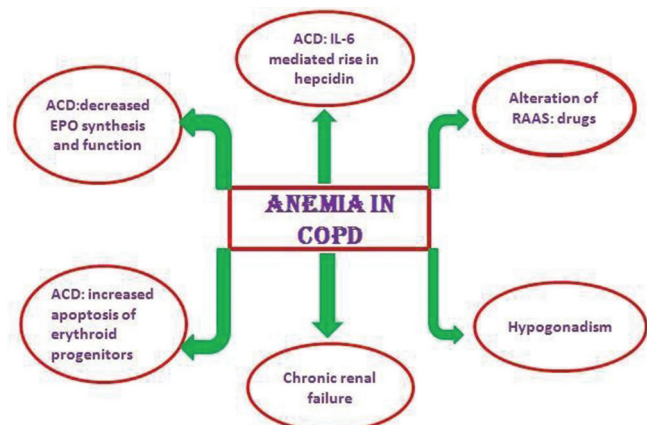 ACD: IL-6
mediated rise in
hepcidin
ACD:decreased
EPO synthesis
and function
Alteration of
RAAS: drugs
ANEMIA IN
COPD
ACD: increased
apoptosis of
erythroid
progenitors
Hypogonadism
Chronic renal
failure